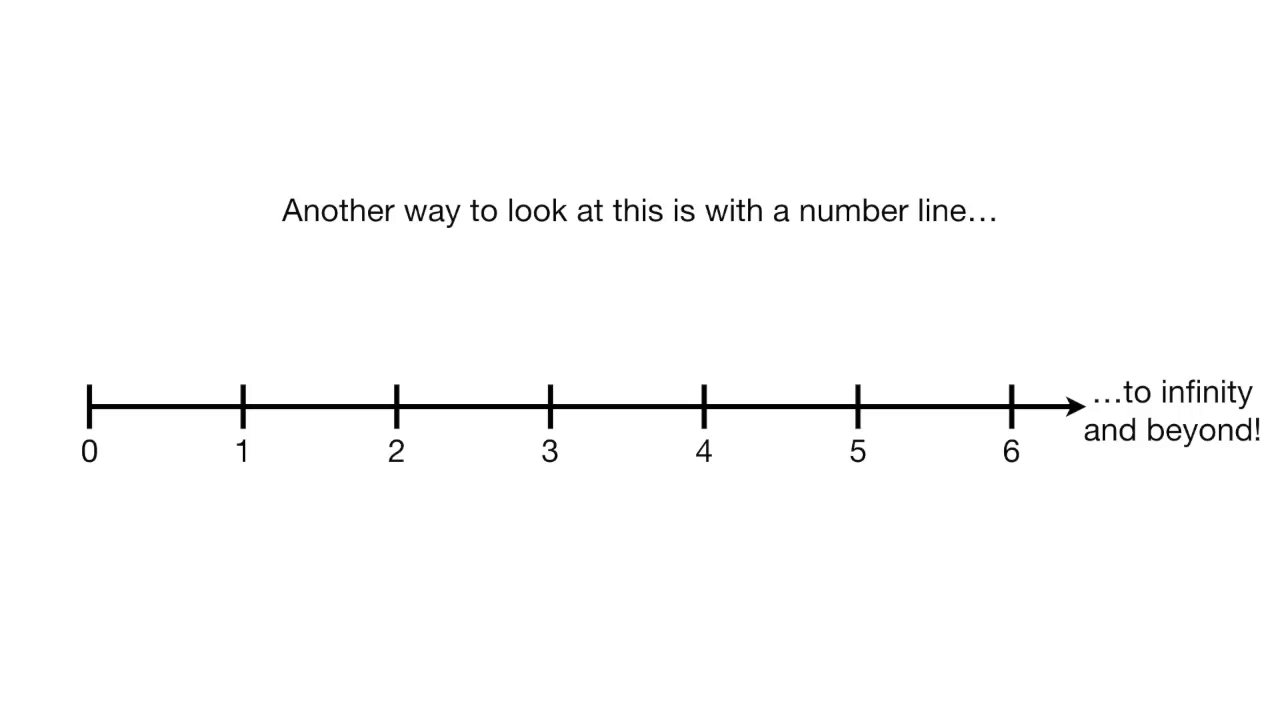 Another way to look at this is with a number line…
…to infinity
and beyond!
0 1 2 3 4 5 6